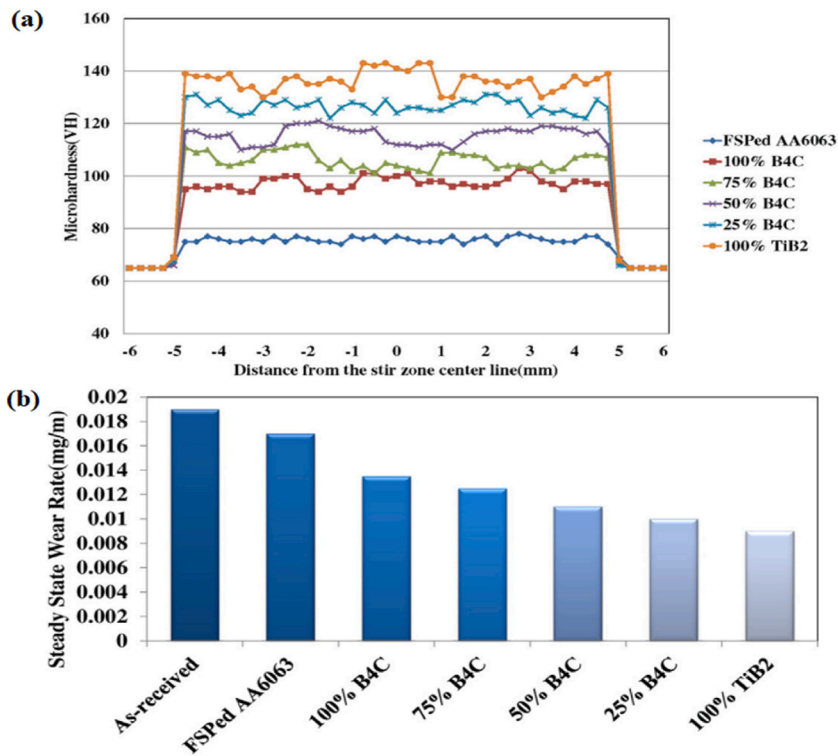 (a)
160
140
120
100
80
60
40
Microhardness(VH)
-6 -5 -4 -3 -2 -1 0 1 2 3 4 5 6
Distance from the stir zone center line(mm)
FSPed AA6063
100% B4C
75% B4C
50% B4C
25% B4C
100% TiB2
(b)
0.02
0.018
0.016
0.014
0.012
0.01
0.008
0.006
0.004
0.002
0
Steady State Wear Rate(mg/m)
As-received
FSPed AA6063
100% B4C
75% B4C
50% B4C
25% B4C
100% TiB2